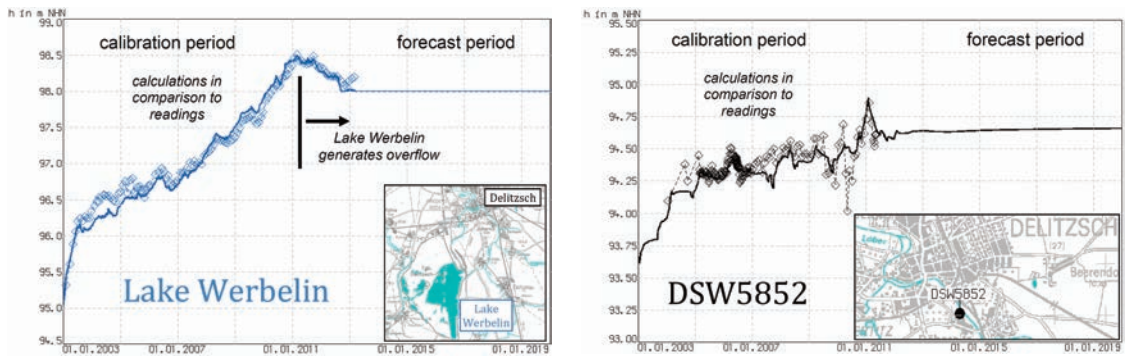 h in m NHN
99.0
98.5
98.0
97.5
97.0
96.5
96.0
95.5
95.0
94.5
calibration period
forecast period
calculations in
comparison to
readings
Lake Werbelin
generates overflow
Delitzsch
Lake
Werbelin
Lake Werbelin
01.01.2003
01.01.2007
01.01.2011
01.01.2015
01.01.2019
h in m NHN
95.50
95.25
95.00
94.75
94.50
94.25
94.00
93.75
93.50
93.25
93.00
calibration period
forecast period
calculations in
comparison to
readings
DELITZSCH
(27)
Lober
Beerendo
DSW5852
DSW5852
01.01.2003
01.01.2007
01.01.2011
01.01.2015
01.01.2019